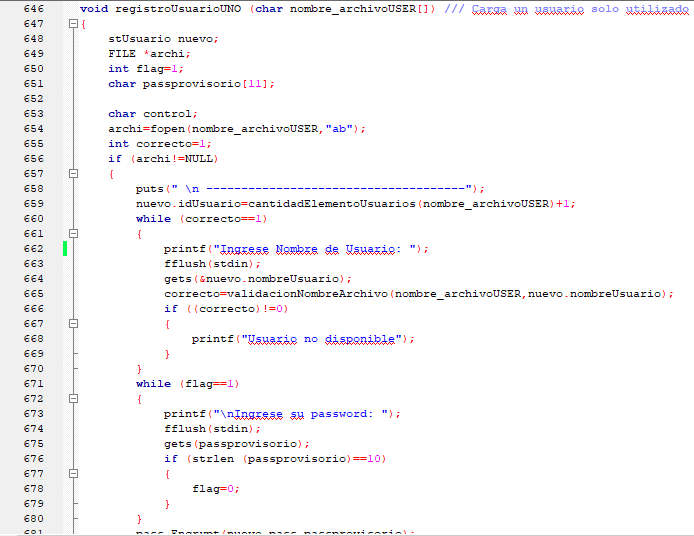 646 void registroUsuarioUNO (char nombre_archivoUSER[]) /// Carga un usuario solo utilizado
647 {
648 stUsuario nuevo;
649 FILE *archi;
650 int flag=1;
651 char passprovisorio[11];
652
653 char control;
654 archi=fopen(nombre_archivoUSER,"ab");
655 int correcto=1;
656 if (archi!=NULL)
657 {
658 puts(" \n -------------------------------------");
659 nuevo.idUsuario=cantidadElementoUsuarios(nombre_archivoUSER)+1;
660 while (correcto==1)
661 {
662 printf("Ingrese Nombre de Usuario: ");
663 fflush(stdin);
664 gets(&nuevo.nombreUsuario);
665 correcto=validacionNombreArchivo(nombre_archivoUSER,nuevo.nombreUsuario);
666 if ((correcto)!=0)
667 {
668 printf("Usuario no disponible");
669 }
670 }
671 while (flag==1)
672 {
673 printf("\nIngrese su password: ");
674 fflush(stdin);
675 gets(passprovisorio);
676 if (strlen (passprovisorio)==10)
677 {
678 flag=0;
679 }
680 }
681 pass_Encrypt(nuevo.pass,passprovisorio);